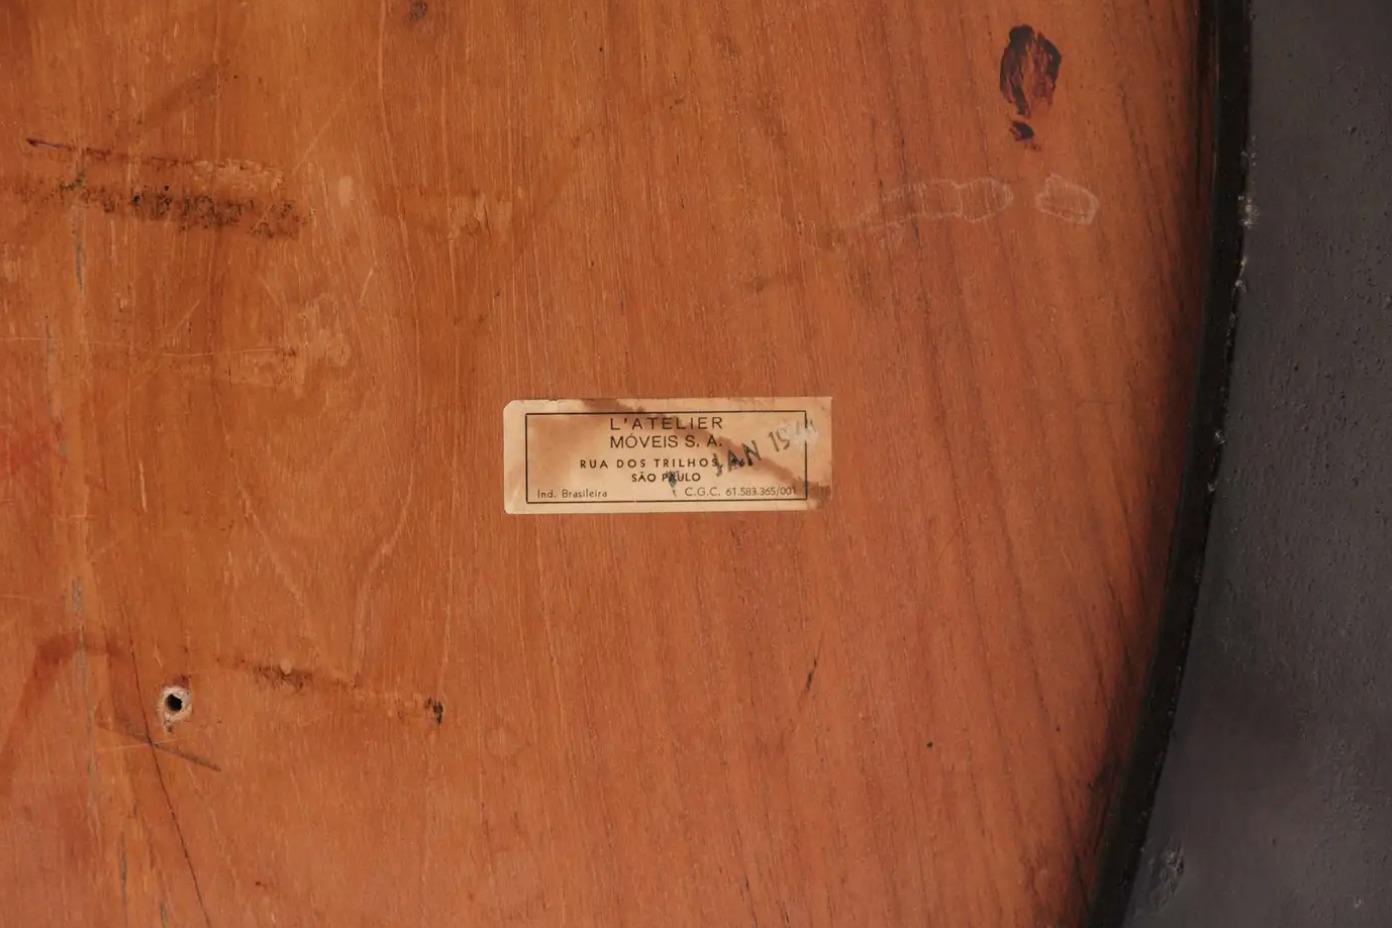 L'ATELIER
MÓVEIS S. A.
RUA DOS TRILHOS
JAN
SÃO PAULO
Ind. Brasileira C.G.C. 61.583.365/001